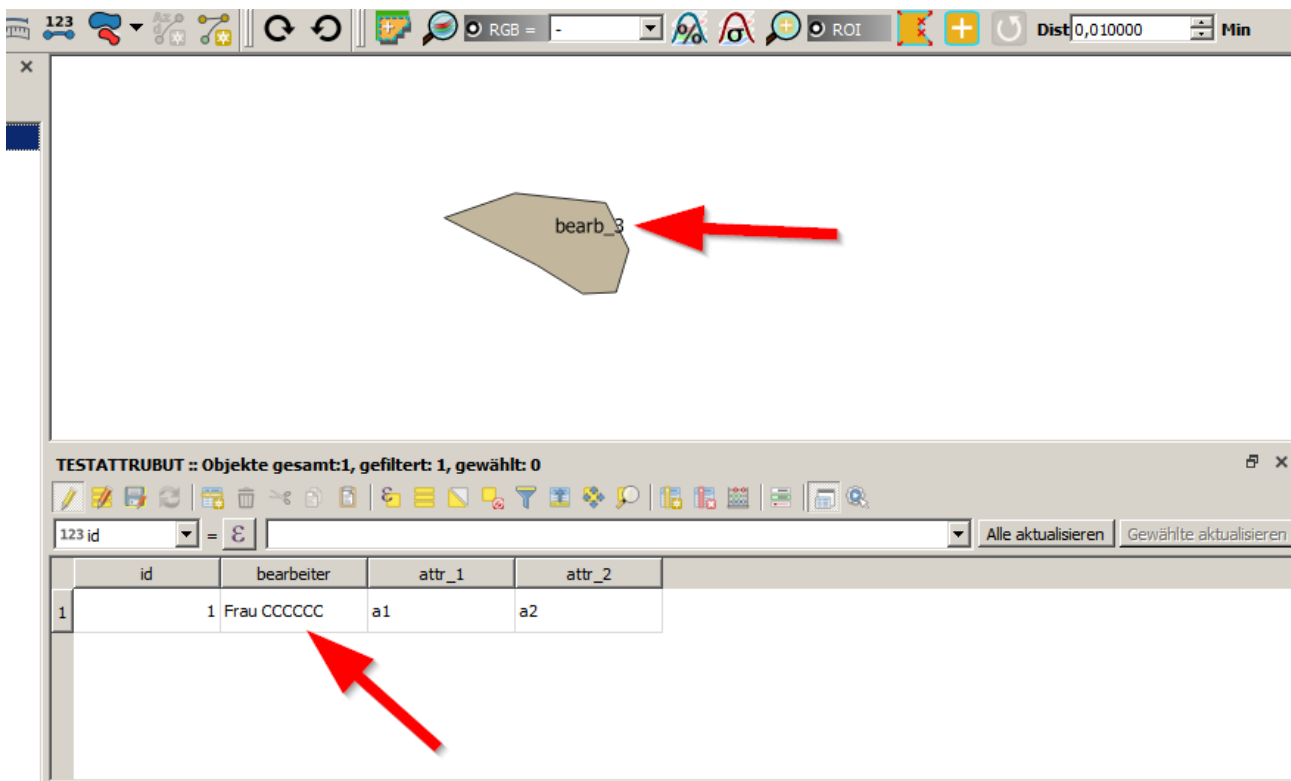 123
RGB = -
ROI
Dist 0,010000 Min
bearb_3
TESTATTRUBUT :: Objekte gesamt:1, gefiltert: 1, gewählt: 0
123 id = ε Alle aktualisieren Gewählte aktualisieren
id bearbeiter attr_1 attr_2
1 1 Frau CCCCCC a1 a2